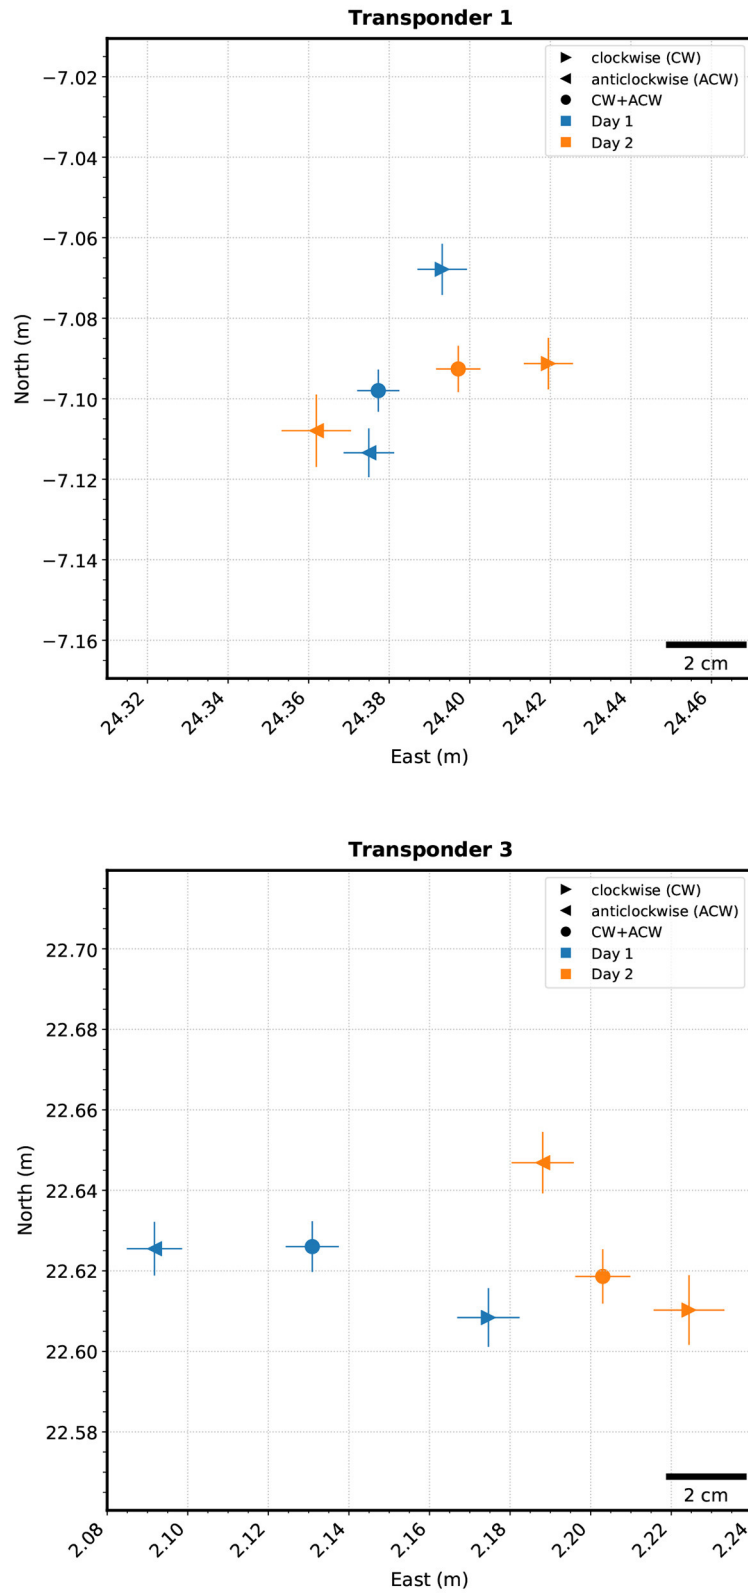 Transponder 1
clockwise (CW)
anticlockwise (ACW)
CW+ACW
Day 1
Day 2
−7.02
−7.04
−7.06
−7.08
−7.10
−7.12
−7.14
−7.16
North (m)
2 cm
24.32 24.34 24.36 24.38 24.40 24.42 24.44 24.46
East (m)
Transponder 3
clockwise (CW)
anticlockwise (ACW)
CW+ACW
Day 1
Day 2
22.70
22.68
22.66
22.64
22.62
22.60
22.58
North (m)
2 cm
2.08 2.10 2.12 2.14 2.16 2.18 2.20 2.22 2.24
East (m)